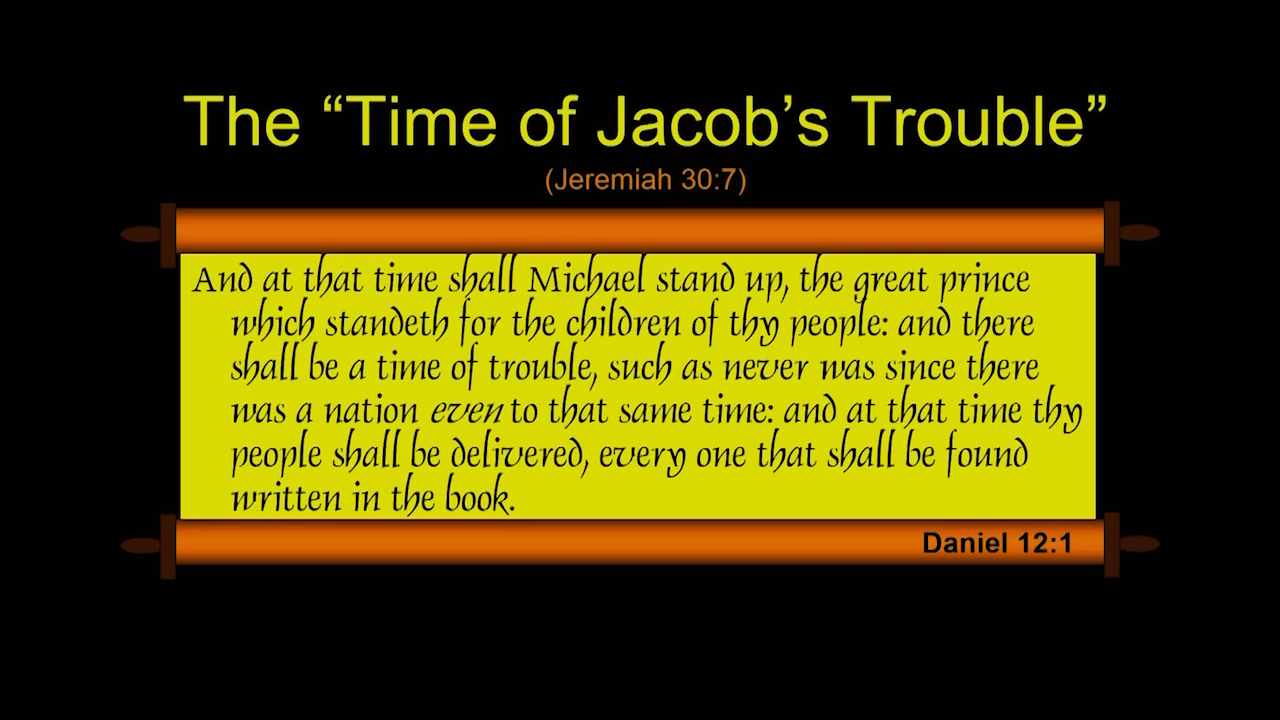 The “Time of Jacob’s Trouble”
(Jeremiah 30:7)
And at that time shall Michael stand up, the great prince
which standeth for the children of thy people: and there
shall be a time of trouble, such as never was since there
was a nation even to that same time: and at that time thy
people shall be delivered, every one that shall be found
written in the book.
Daniel 12:1